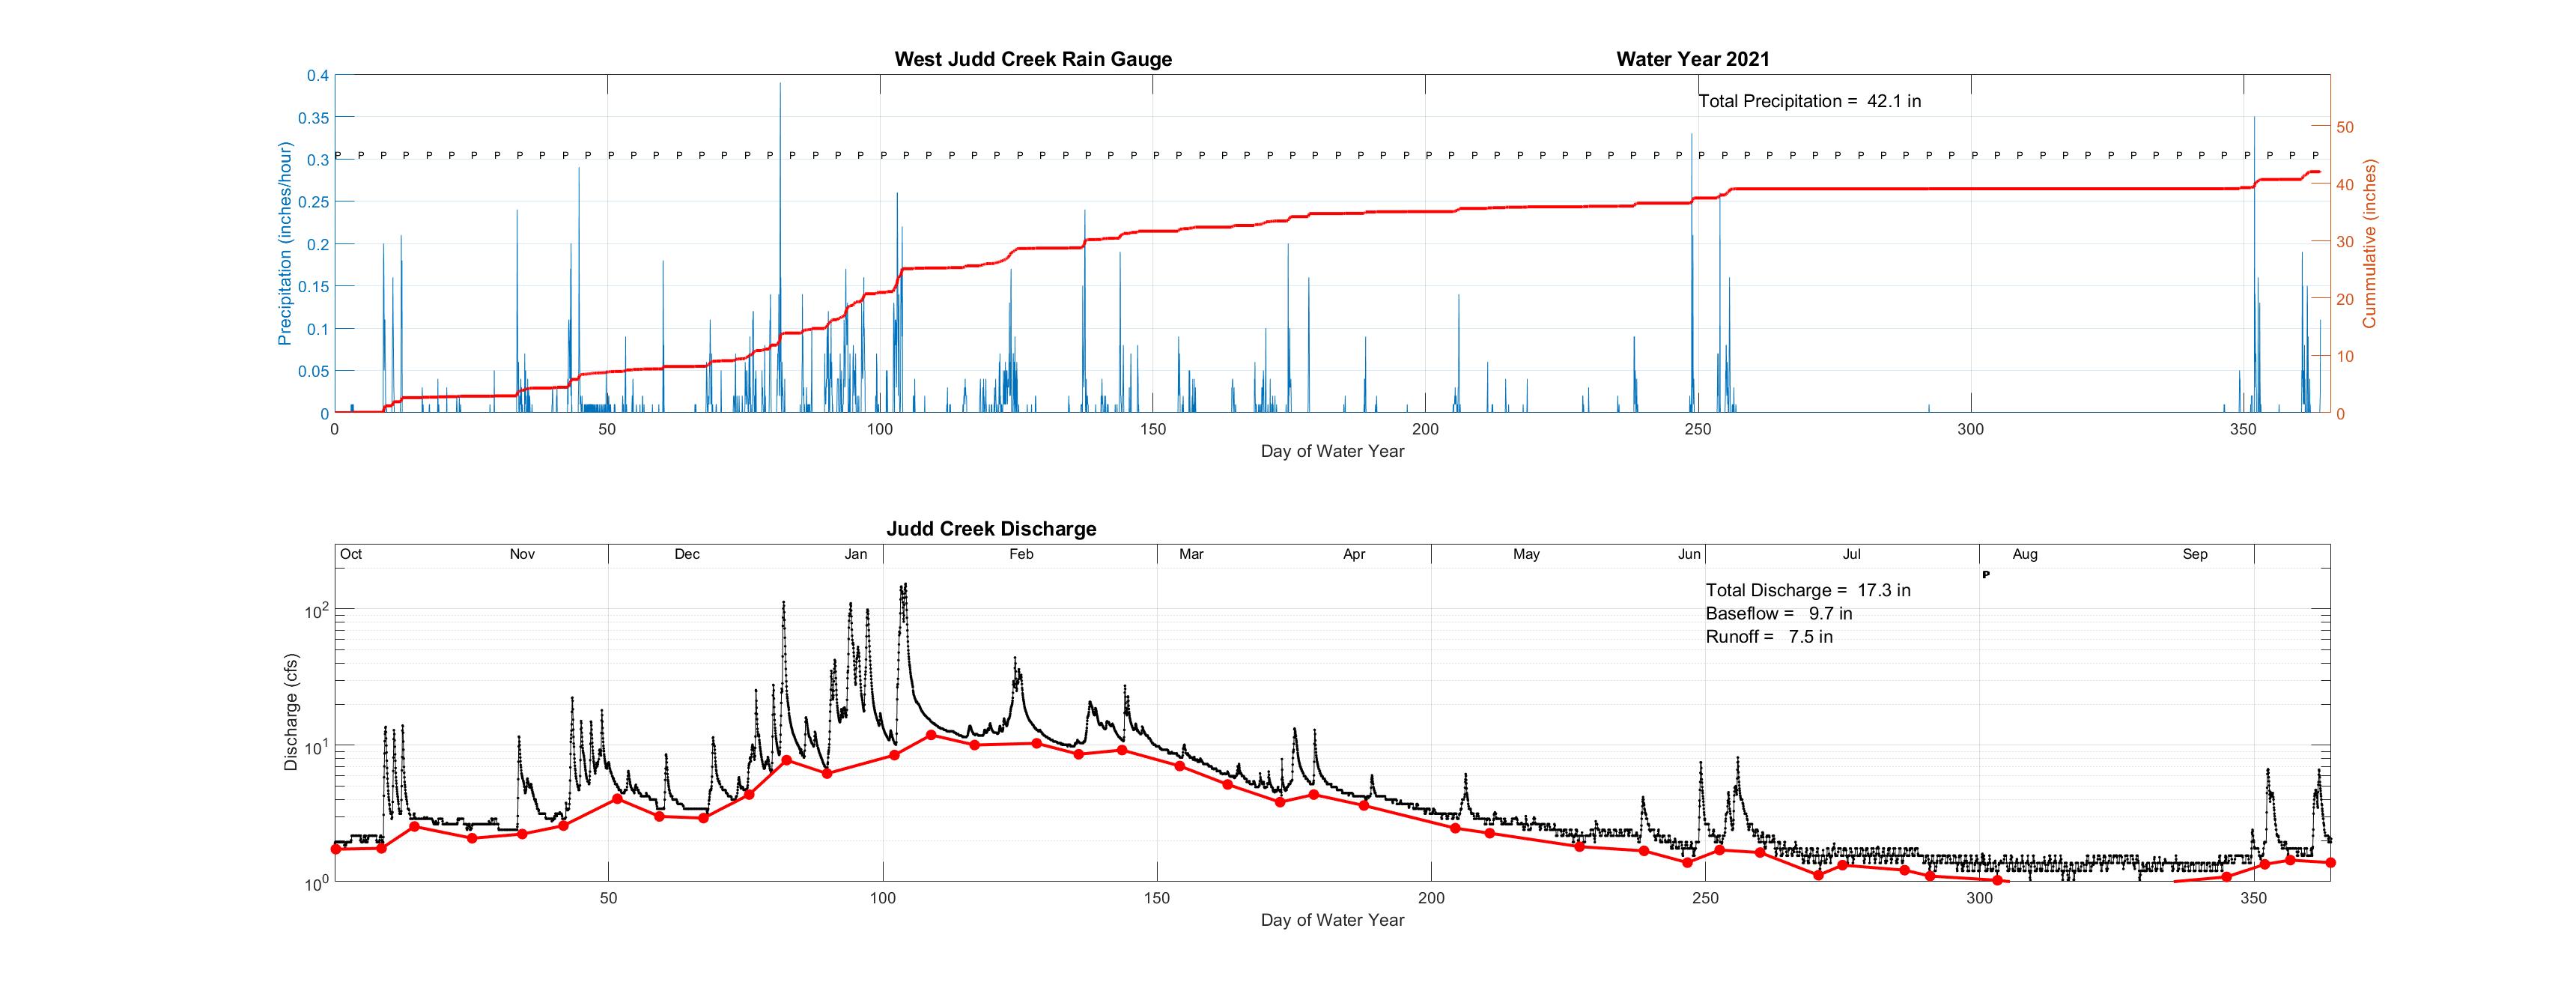 West Judd Creek Rain Gauge Water Year 2021
0.4
0.35
0.3
0.25
0.2
0.15
0.1
0.05
0
Precipitation (inches/hour)
Total Precipitation = 42.1 in
P P P P P P P P P P P P P P P P P P P P P P P P P P P P P P P P P P P P P P P P P P P P P P P P P P P P P P P P P P P P P P P P P P P P P P P P P P P P P P P P P P P P P P P P
50
40
30
20
10
0
Cummulative (inches)
0 50 100 150 200 250 300 350
Day of Water Year
Judd Creek Discharge
Oct Nov Dec Jan Feb Mar Apr May Jun Jul Aug Sep
P
Total Discharge = 17.3 in
Baseflow = 9.7 in
Runoff = 7.5 in
10²
10¹
10⁰
Discharge (cfs)
50 100 150 200 250 300 350
Day of Water Year